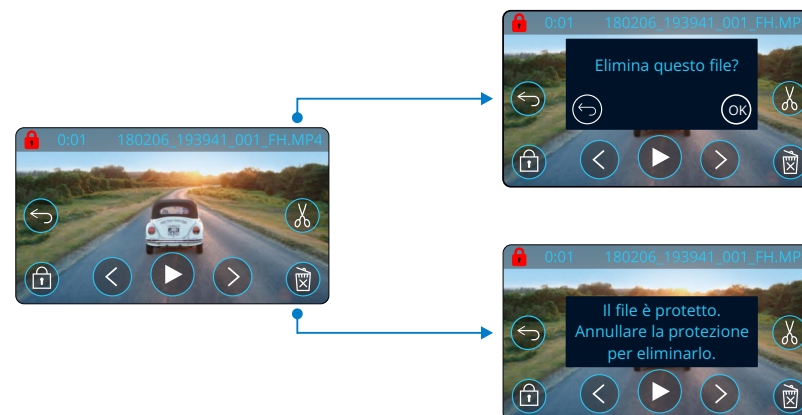 0:01 180206_193941_001_FH.MP4
0:01 180206_193941_001_FH.MP
Elimina questo file?
OK
0:01 180206_193941_001_FH.MP
Il file è protetto.
Annullare la protezione
per eliminarlo.